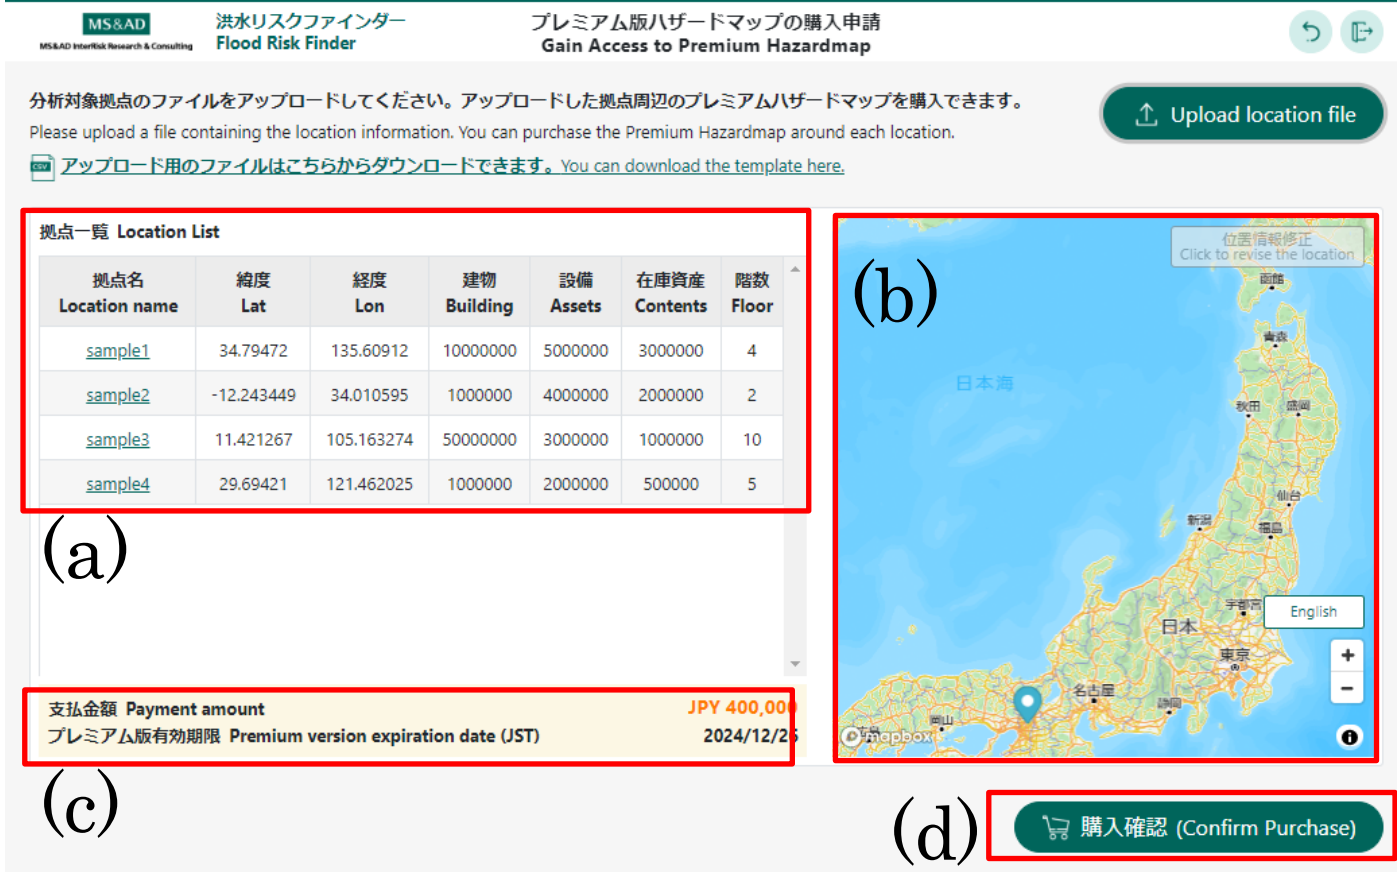 MS&AD
MS&AD InterRisk Research & Consulting
洪水リスクファインダー
Flood Risk Finder
プレミアム版ハザードマップの購入申請
Gain Access to Premium Hazardmap
分析対象拠点のファイルをアップロードしてください。アップロードした拠点周辺のプレミアムハザードマップを購入できます。
Please upload a file containing the location information. You can purchase the Premium Hazardmap around each location.
CSV アップロード用のファイルはこちらからダウンロードできます。You can download the template here.
Upload location file
拠点一覧 Location List
拠点名 緯度 経度 建物 設備 在庫資産 階数
Location name Lat Lon Building Assets Contents Floor
sample1 34.79472 135.60912 10000000 5000000 3000000 4
sample2 -12.243449 34.010595 1000000 4000000 2000000 2
sample3 11.421267 105.163274 50000000 3000000 1000000 10
sample4 29.69421 121.462025 1000000 2000000 500000 5
(a)
支払金額 Payment amount JPY 400,000
プレミアム版有効期限 Premium version expiration date (JST) 2024/12/26
(c)
(b)
位置情報修正
Click to revise the location
函館
青森
日本海
秋田 盛岡
仙台
新潟
福島
宇都宮
English
日本
東京
名古屋
静岡
岡山
広島
mapbox
+
−
(d)
購入確認 (Confirm Purchase)